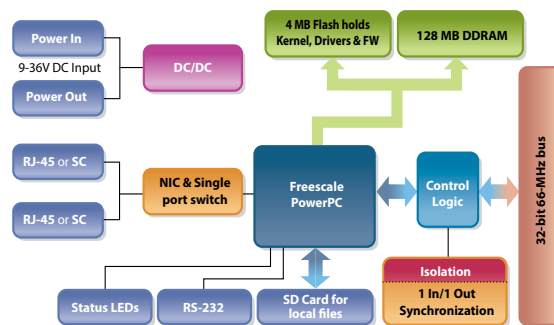 Power In
9-36V DC Input
Power Out
DC/DC
4 MB Flash holds
Kernel, Drivers & FW
128 MB DDRAM
RJ-45 or SC
RJ-45 or SC
NIC & Single
port switch
Freescale
PowerPC
Control
Logic
32-bit 66-MHz bus
Isolation
1 In/1 Out
Synchronization
Status LEDs
RS-232
SD Card for
local files